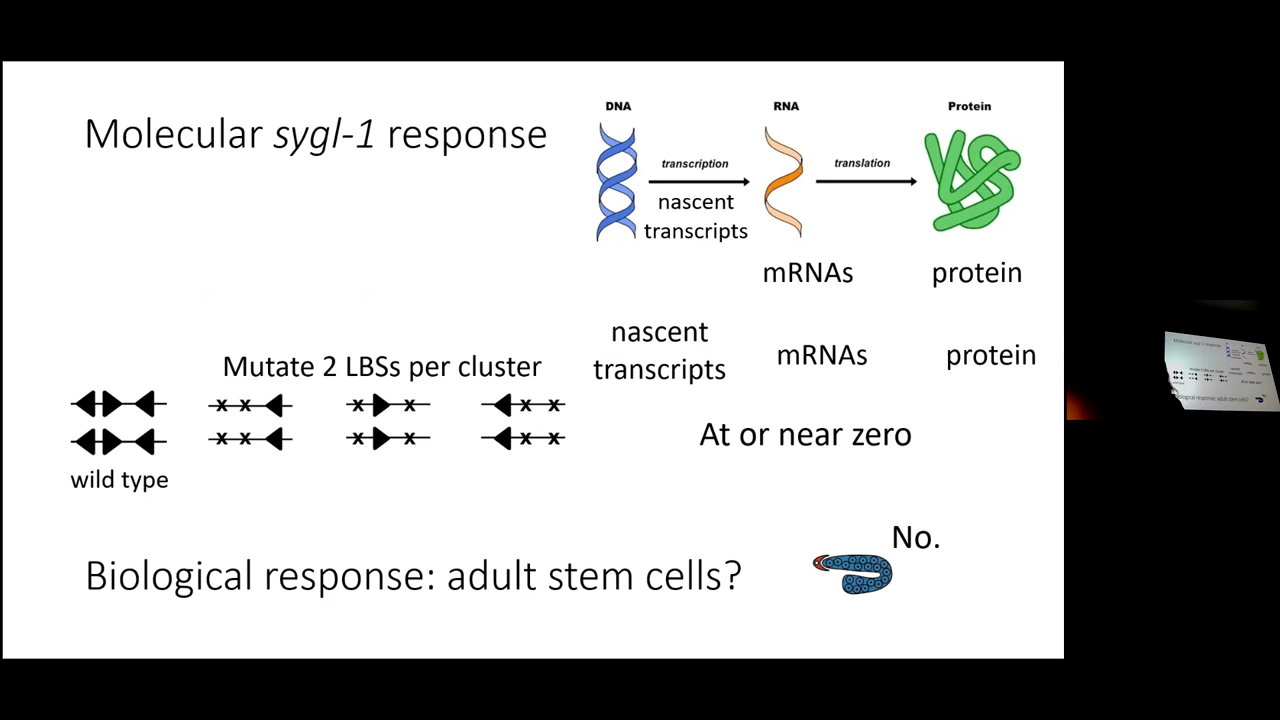 Molecular sygl-1 response
DNA
RNA
Protein
transcription
translation
nascent
transcripts
mRNAs
protein
nascent
transcripts
mRNAs
protein
Mutate 2 LBSs per cluster
x x
x x
x x
x x
x x
x x
wild type
At or near zero
No.
Biological response: adult stem cells?